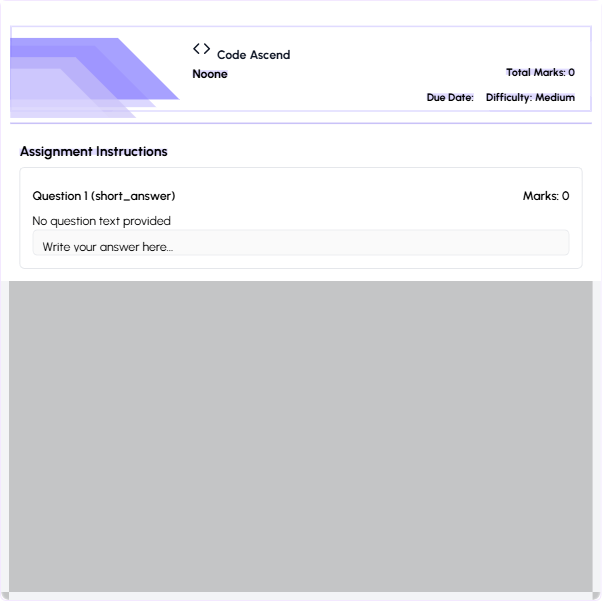 <> Code Ascend
Noone
Total Marks: 0
Due Date: Difficulty: Medium
Assignment Instructions
Question 1 (short_answer) Marks: 0
No question text provided
Write your answer here...